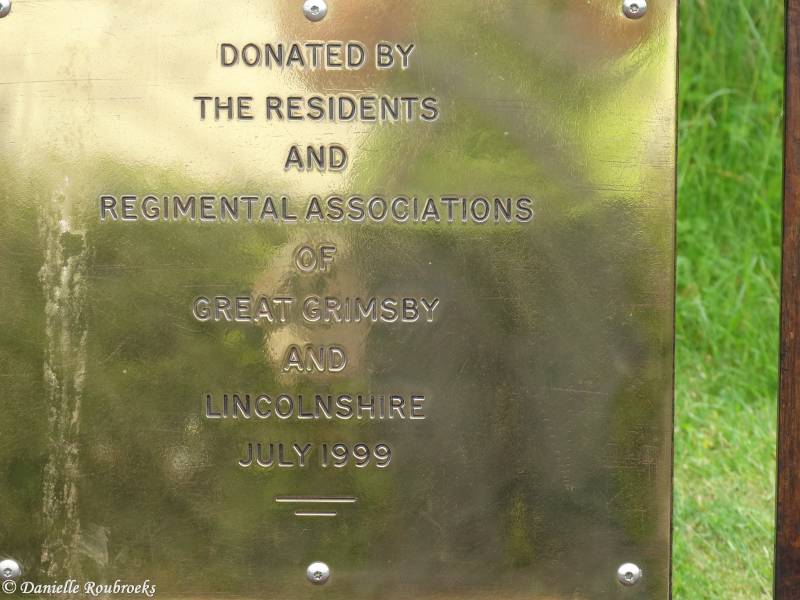 DONATED BY
THE RESIDENTS
AND
REGIMENTAL ASSOCIATIONS
OF
GREAT GRIMSBY
AND
LINCOLNSHIRE
JULY 1999
© Danielle Roubroeks